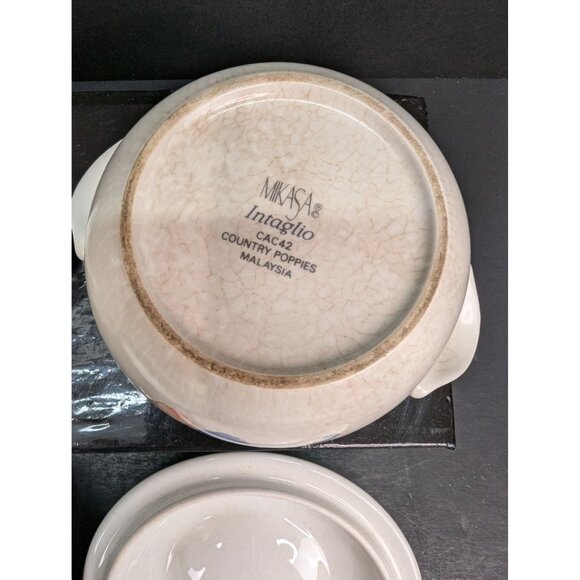 MIKASA®©
Intaglio
CAC42
COUNTRY POPPIES
MALAYSIA